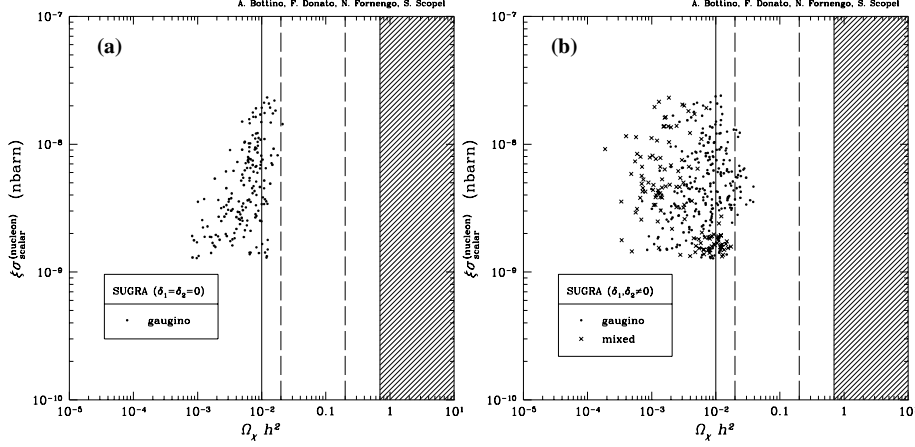 A. Bottino, F. Donato, N. Fornengo, S. Scopel
(a)
10⁻⁷
10⁻⁸
10⁻⁹
10⁻¹⁰
ξσ_scalar^(nucleon) (nbarn)
SUGRA (δ₁=δ₂=0)
gaugino
10⁻⁵ 10⁻⁴ 10⁻³ 10⁻² 0.1 1 10¹
Ω_χ h²
A. Bottino, F. Donato, N. Fornengo, S. Scopel
(b)
10⁻⁷
10⁻⁸
10⁻⁹
10⁻¹⁰
ξσ_scalar^(nucleon) (nbarn)
SUGRA (δ₁,δ₂≠0)
gaugino
mixed
10⁻⁵ 10⁻⁴ 10⁻³ 10⁻² 0.1 1 10
Ω_χ h²